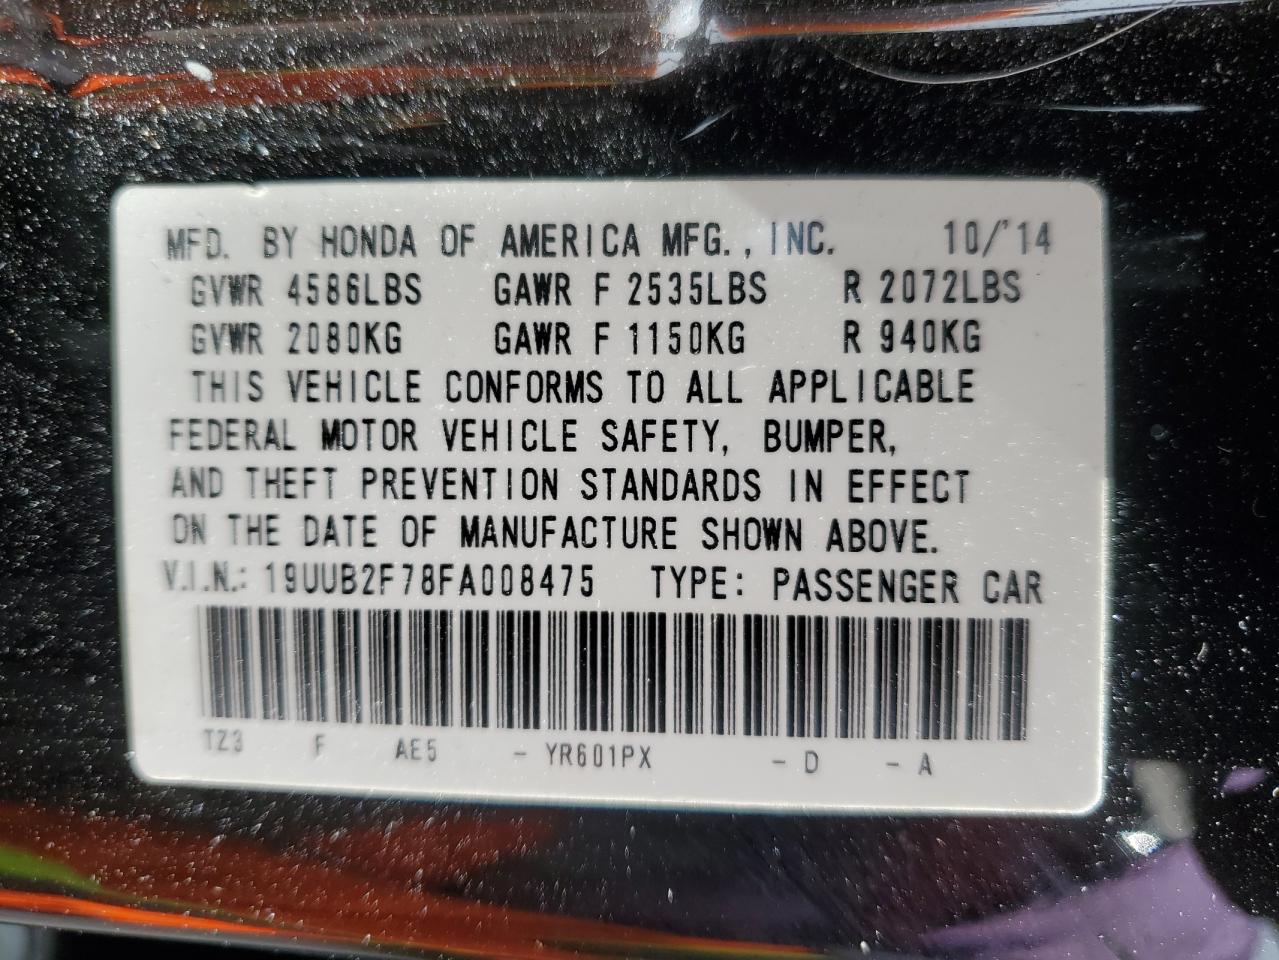 MFD. BY HONDA OF AMERICA MFG., INC. 10/'14
GVWR 4586LBS GAWR F 2535LBS R 2072LBS
GVWR 2080KG GAWR F 1150KG R 940KG
THIS VEHICLE CONFORMS TO ALL APPLICABLE
FEDERAL MOTOR VEHICLE SAFETY, BUMPER,
AND THEFT PREVENTION STANDARDS IN EFFECT
ON THE DATE OF MANUFACTURE SHOWN ABOVE.
V.I.N.: 19UUB2F78FA008475 TYPE: PASSENGER CAR
TZ3 F AE5 - YR601PX - D - A